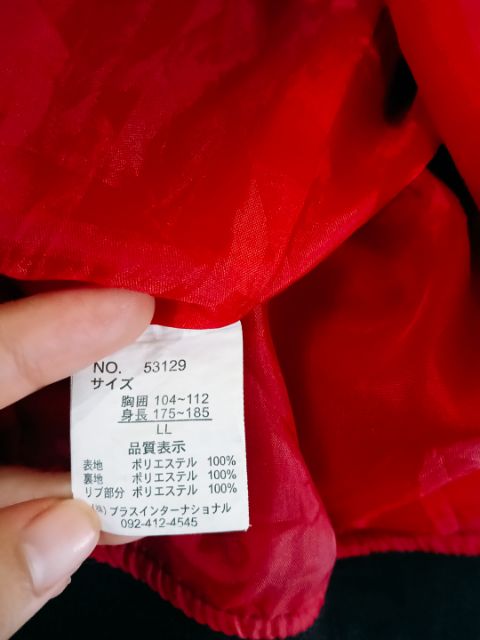 NO. 53129
サイズ
胸囲 104~112
身長 175~185
LL
品質表示
表地 ポリエステル 100%
裏地 ポリエステル 100%
リブ部分 ポリエステル 100%
(株)プラスインターナショナル
092-412-4545